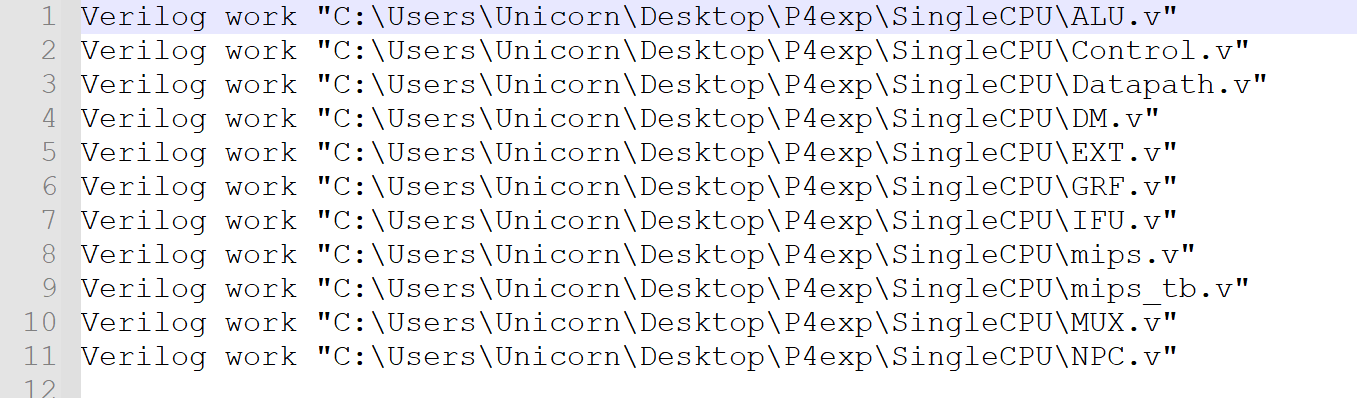 1 Verilog work "C:\Users\Unicorn\Desktop\P4exp\SingleCPU\ALU.v"
2 Verilog work "C:\Users\Unicorn\Desktop\P4exp\SingleCPU\Control.v"
3 Verilog work "C:\Users\Unicorn\Desktop\P4exp\SingleCPU\Datapath.v"
4 Verilog work "C:\Users\Unicorn\Desktop\P4exp\SingleCPU\DM.v"
5 Verilog work "C:\Users\Unicorn\Desktop\P4exp\SingleCPU\EXT.v"
6 Verilog work "C:\Users\Unicorn\Desktop\P4exp\SingleCPU\GRF.v"
7 Verilog work "C:\Users\Unicorn\Desktop\P4exp\SingleCPU\IFU.v"
8 Verilog work "C:\Users\Unicorn\Desktop\P4exp\SingleCPU\mips.v"
9 Verilog work "C:\Users\Unicorn\Desktop\P4exp\SingleCPU\mips_tb.v"
10 Verilog work "C:\Users\Unicorn\Desktop\P4exp\SingleCPU\MUX.v"
11 Verilog work "C:\Users\Unicorn\Desktop\P4exp\SingleCPU\NPC.v"
12